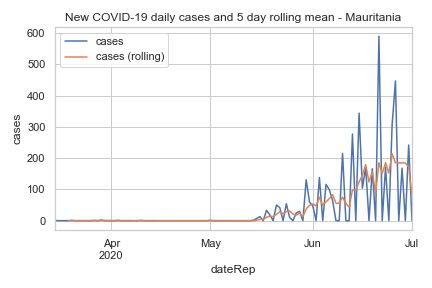 New COVID-19 daily cases and 5 day rolling mean - Mauritania
cases
cases (rolling)
600
500
400
300
200
100
0
cases
Apr
2020
May
Jun
Jul
dateRep